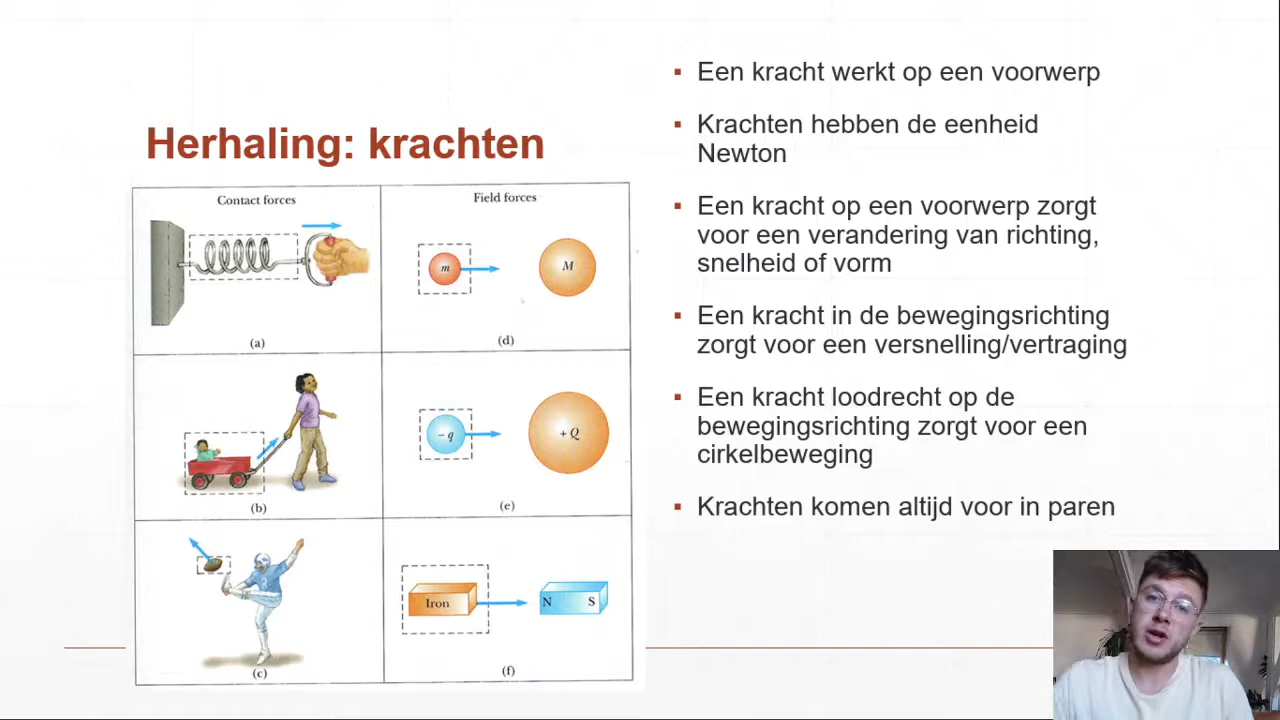 Herhaling: krachten
Contact forces
Field forces
(a)
m
M
(d)
(b)
– q
+ Q
(e)
(c)
Iron
N
S
(f)
▪ Een kracht werkt op een voorwerp
▪ Krachten hebben de eenheid
Newton
▪ Een kracht op een voorwerp zorgt
voor een verandering van richting,
snelheid of vorm
▪ Een kracht in de bewegingsrichting
zorgt voor een versnelling/vertraging
▪ Een kracht loodrecht op de
bewegingsrichting zorgt voor een
cirkelbeweging
▪ Krachten komen altijd voor in paren